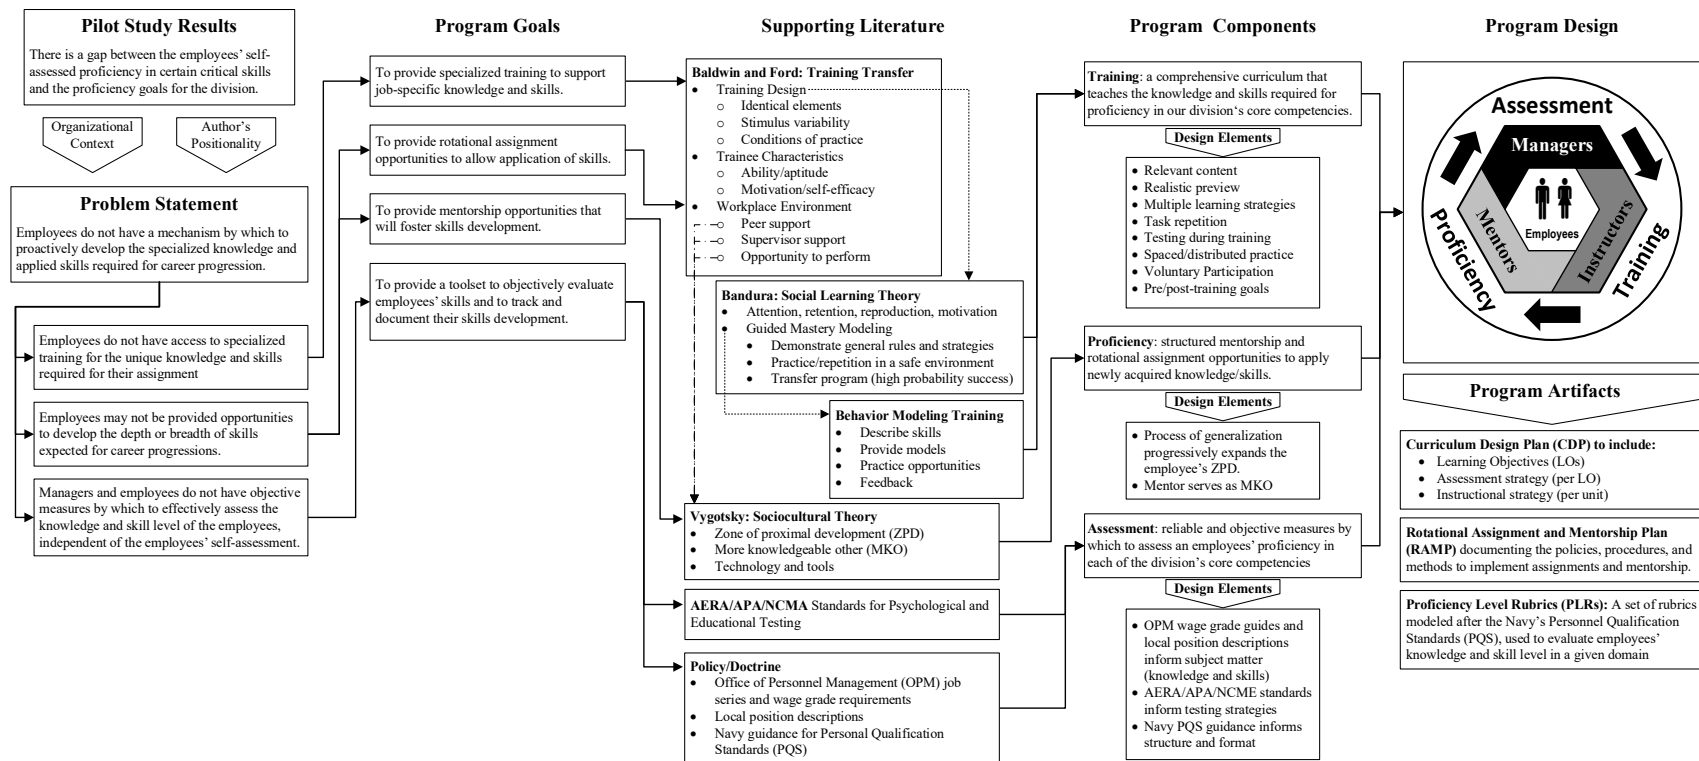 Pilot Study Results
There is a gap between the employees' self-
assessed proficiency in certain critical skills
and the proficiency goals for the division.
Organizational
Context
Author's
Positionality
Problem Statement
Employees do not have a mechanism by which to
proactively develop the specialized knowledge and
applied skills required for career progression.
Employees do not have access to specialized
training for the unique knowledge and skills
required for their assignment
Employees may not be provided opportunities
to develop the depth or breadth of skills
expected for career progressions.
Managers and employees do not have objective
measures by which to effectively assess the
knowledge and skill level of the employees,
independent of the employees' self-assessment.
Program Goals
To provide specialized training to support
job-specific knowledge and skills.
To provide rotational assignment
opportunities to allow application of skills.
To provide mentorship opportunities that
will foster skills development.
To provide a toolset to objectively evaluate
employees' skills and to track and
document their skills development.
Supporting Literature
Baldwin and Ford: Training Transfer
• Training Design
o Identical elements
o Stimulus variability
o Conditions of practice
• Trainee Characteristics
o Ability/aptitude
o Motivation/self-efficacy
• Workplace Environment
o Peer support
o Supervisor support
o Opportunity to perform
Bandura: Social Learning Theory
• Attention, retention, reproduction, motivation
• Guided Mastery Modeling
• Demonstrate general rules and strategies
• Practice/repetition in a safe environment
• Transfer program (high probability success)
Behavior Modeling Training
• Describe skills
• Provide models
• Practice opportunities
• Feedback
Vygotsky: Sociocultural Theory
• Zone of proximal development (ZPD)
• More knowledgeable other (MKO)
• Technology and tools
AERA/APA/NCMA Standards for Psychological and
Educational Testing
Policy/Doctrine
• Office of Personnel Management (OPM) job
series and wage grade requirements
• Local position descriptions
• Navy guidance for Personal Qualification
Standards (PQS)
Program Components
Training: a comprehensive curriculum that
teaches the knowledge and skills required for
proficiency in our division's core competencies.
Design Elements
• Relevant content
• Realistic preview
• Multiple learning strategies
• Task repetition
• Testing during training
• Spaced/distributed practice
• Voluntary Participation
• Pre/post-training goals
Proficiency: structured mentorship and
rotational assignment opportunities to apply
newly acquired knowledge/skills.
Design Elements
• Process of generalization
progressively expands the
employee's ZPD.
• Mentor serves as MKO
Assessment: reliable and objective measures by
which to assess an employees' proficiency in
each of the division's core competencies
Design Elements
• OPM wage grade guides and
local position descriptions
inform subject matter
(knowledge and skills)
• AERA/APA/NCME standards
inform testing strategies
• Navy PQS guidance informs
structure and format
Program Design
Assessment
Managers
Mentors
Instructors
Employees
Proficiency
Training
Program Artifacts
Curriculum Design Plan (CDP) to include:
• Learning Objectives (LOs)
• Assessment strategy (per LO)
• Instructional strategy (per unit)
Rotational Assignment and Mentorship Plan
(RAMP) documenting the policies, procedures, and
methods to implement assignments and mentorship.
Proficiency Level Rubrics (PLRs): A set of rubrics
modeled after the Navy's Personnel Qualification
Standards (PQS), used to evaluate employees'
knowledge and skill level in a given domain